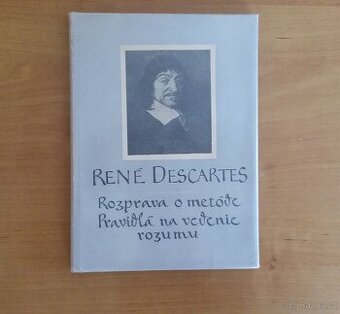 RENÉ DESCARTES
Rozprava o metóde
Pravidlá na vedenie
rozumu